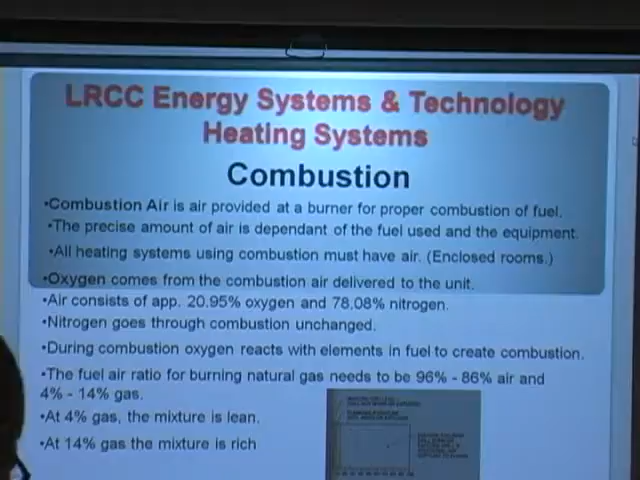 LRCC Energy Systems & Technology
Heating Systems
Combustion
•Combustion Air is air provided at a burner for proper combustion of fuel.
•The precise amount of air is dependant of the fuel used and the equipment.
•All heating systems using combustion must have air. (Enclosed rooms.)
•Oxygen comes from the combustion air delivered to the unit.
•Air consists of app. 20.95% oxygen and 78.08% nitrogen.
•Nitrogen goes through combustion unchanged.
•During combustion oxygen reacts with elements in fuel to create combustion.
•The fuel air ratio for burning natural gas needs to be 96% - 86% air and
4% - 14% gas.
•At 4% gas, the mixture is lean.
•At 14% gas the mixture is rich